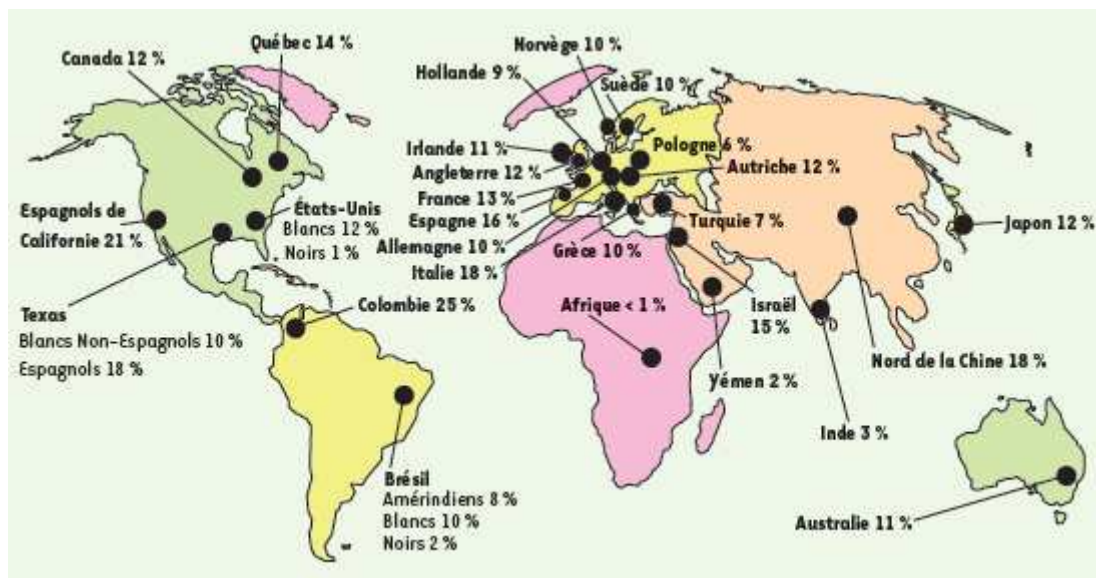 Québec 14 %
Canada 12 %
Norvège 10 %
Hollande 9 %
Suède 10 %
Irlande 11 %
Pologne 6 %
Angleterre 12 %
Autriche 12 %
France 13 %
Espagne 16 %
Allemagne 10 %
Italie 18 %
Grèce 10 %
Turquie 7 %
Espagnols de
Californie 21 %
États-Unis
Blancs 12 %
Noirs 1 %
Japon 12 %
Texas
Blancs Non-Espagnols 10 %
Espagnols 18 %
Colombie 25 %
Afrique < 1 %
Israël
15 %
Yémen 2 %
Nord de la Chine 18 %
Inde 3 %
Brésil
Amérindiens 8 %
Blancs 10 %
Noirs 2 %
Australie 11 %